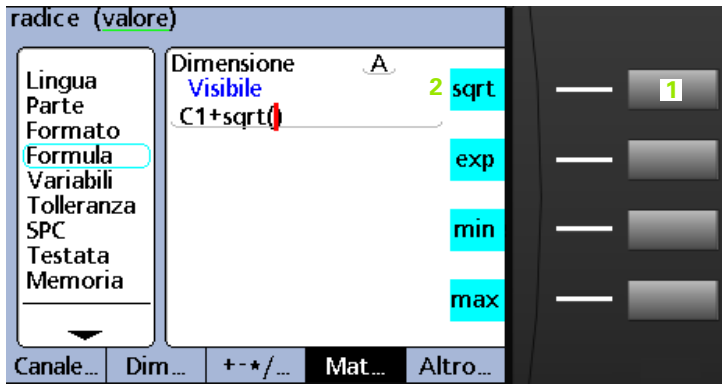 radice (valore)
Lingua
Parte
Formato
Formula
Variabili
Tolleranza
SPC
Testata
Memoria
Dimensione A
Visibile
C1+sqrt()
2 sqrt
exp
min
max
1
Canale... Dim... +-*/... Mat... Altro...